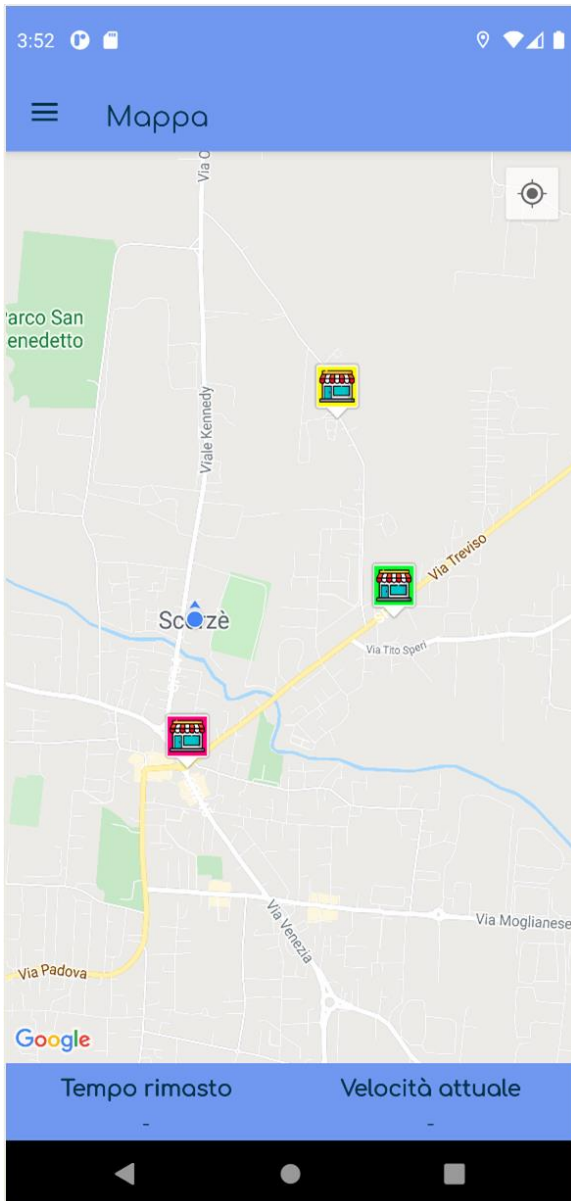 3:52
Mappa
Via
arco San
enedetto
Viale Kennedy
Via Treviso
Scorzè
Via Tito Speri
Via Venezia
Via Moglianese
Via Padova
Google
Tempo rimasto
Velocità attuale
-
-